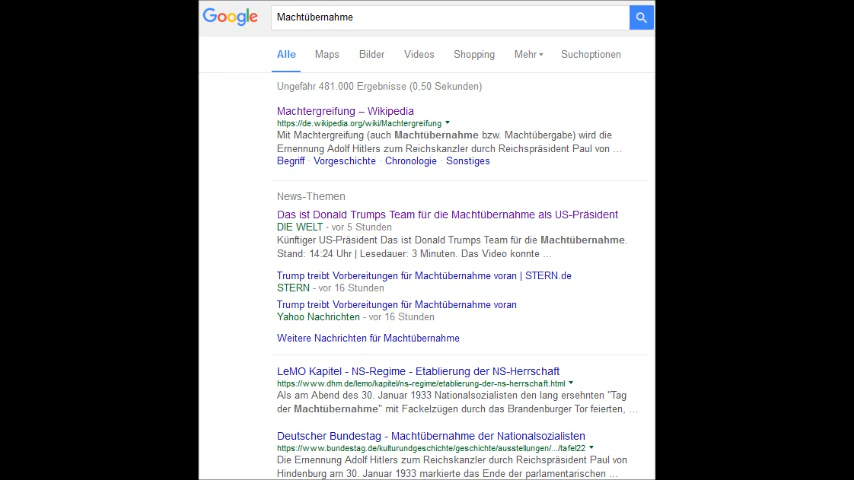 Google
Machtübernahme
Alle Maps Bilder Videos Shopping Mehr Suchoptionen
Ungefähr 481.000 Ergebnisse (0,50 Sekunden)
Machtergreifung – Wikipedia
https://de.wikipedia.org/wiki/Machtergreifung
Mit Machtergreifung (auch Machtübernahme bzw. Machtübergabe) wird die
Ernennung Adolf Hitlers zum Reichskanzler durch Reichspräsident Paul von ...
Begriff · Vorgeschichte · Chronologie · Sonstiges
News-Themen
Das ist Donald Trumps Team für die Machtübernahme als US-Präsident
DIE WELT - vor 5 Stunden
Künftiger US-Präsident Das ist Donald Trumps Team für die Machtübernahme.
Stand: 14:24 Uhr | Lesedauer: 3 Minuten. Das Video konnte ...
Trump treibt Vorbereitungen für Machtübernahme voran | STERN.de
STERN - vor 16 Stunden
Trump treibt Vorbereitungen für Machtübernahme voran
Yahoo Nachrichten - vor 16 Stunden
Weitere Nachrichten für Machtübernahme
LeMO Kapitel - NS-Regime - Etablierung der NS-Herrschaft
https://www.dhm.de/lemo/kapitel/ns-regime/etablierung-der-ns-herrschaft.html
Als am Abend des 30. Januar 1933 Nationalsozialisten den lang ersehnten "Tag
der Machtübernahme" mit Fackelzügen durch das Brandenburger Tor feierten, ...
Deutscher Bundestag - Machtübernahme der Nationalsozialisten
https://www.bundestag.de/kulturundgeschichte/geschichte/ausstellungen/.../tafel22
Die Ernennung Adolf Hitlers zum Reichskanzler durch Reichspräsident Paul von
Hindenburg am 30. Januar 1933 markierte das Ende der parlamentarischen ...